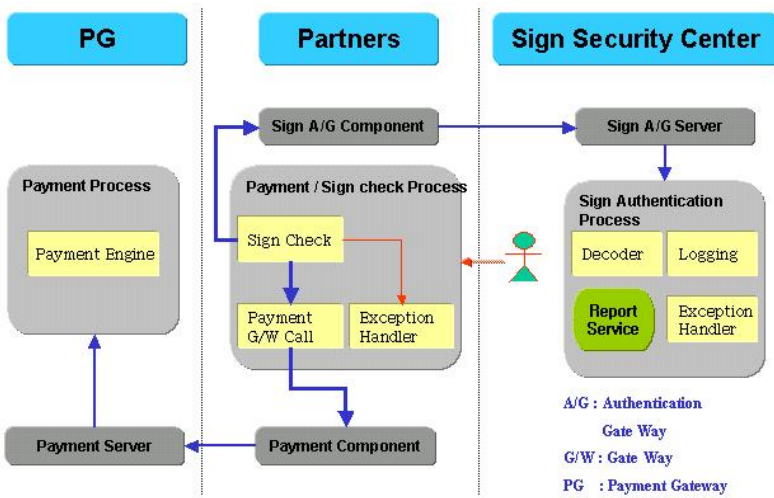 PG
Partners
Sign Security Center
Sign A/G Component
Sign A/G Server
Payment Process
Payment Engine
Payment / Sign check Process
Sign Check
Payment
G/W Call
Exception
Handler
Sign Authentication
Process
Decoder
Logging
Report
Service
Exception
Handler
Payment Server
Payment Component
A/G : Authentication
Gate Way
G/W : Gate Way
PG : Payment Gateway